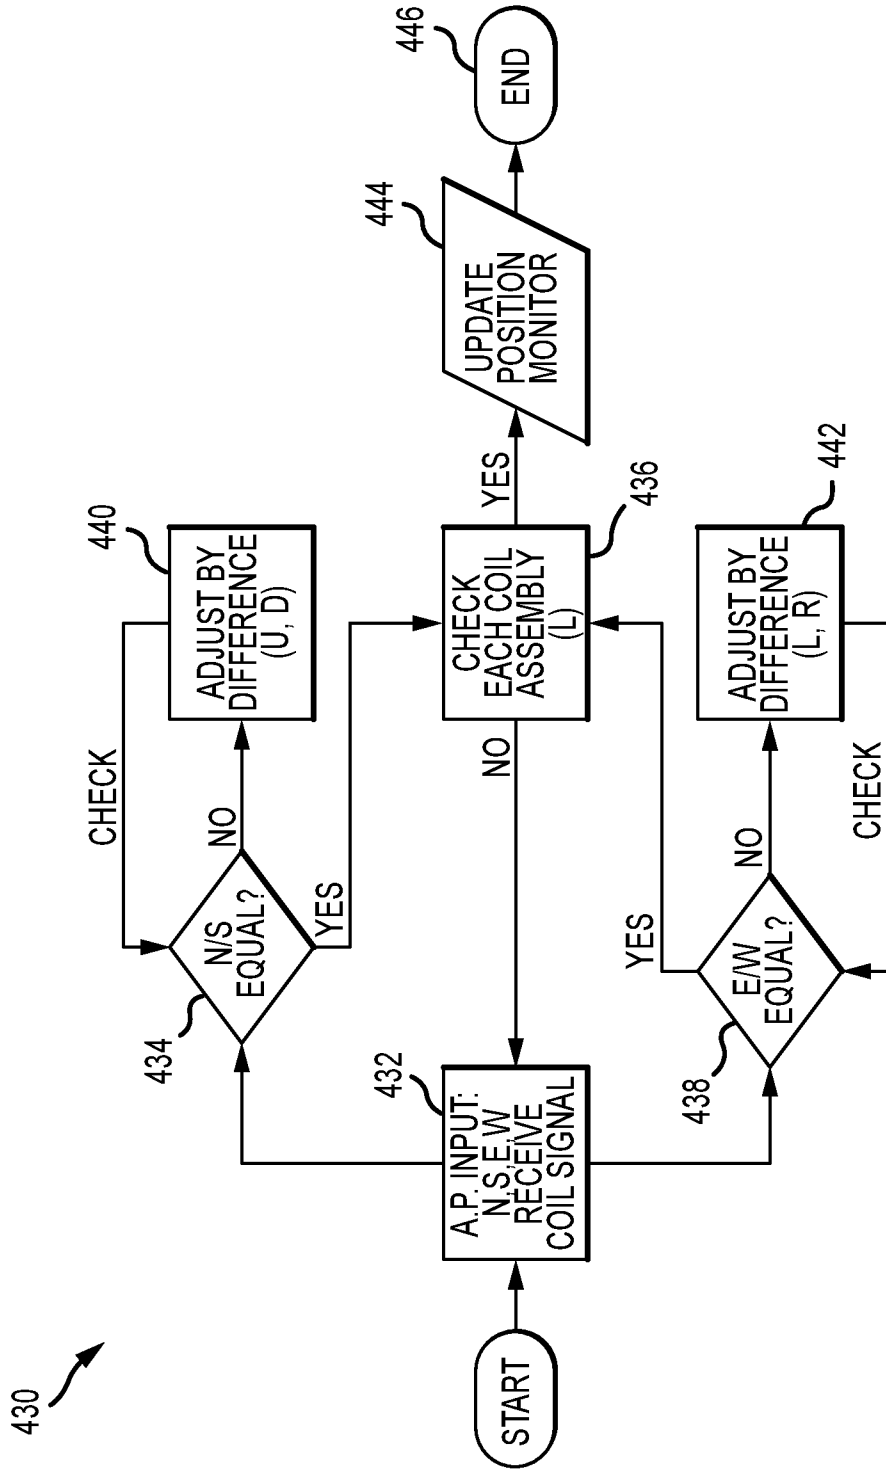 430
START
A.P. INPUT:
N,S,E,W
RECEIVE
COIL SIGNAL
432
N/S
EQUAL?
434
NO
YES
CHECK
ADJUST BY
DIFFERENCE
(U, D)
440
E/W
EQUAL?
438
YES
NO
CHECK
ADJUST BY
DIFFERENCE
(L, R)
442
NO
CHECK
EACH COIL
ASSEMBLY
(L)
436
YES
UPDATE
POSITION
MONITOR
444
END
446